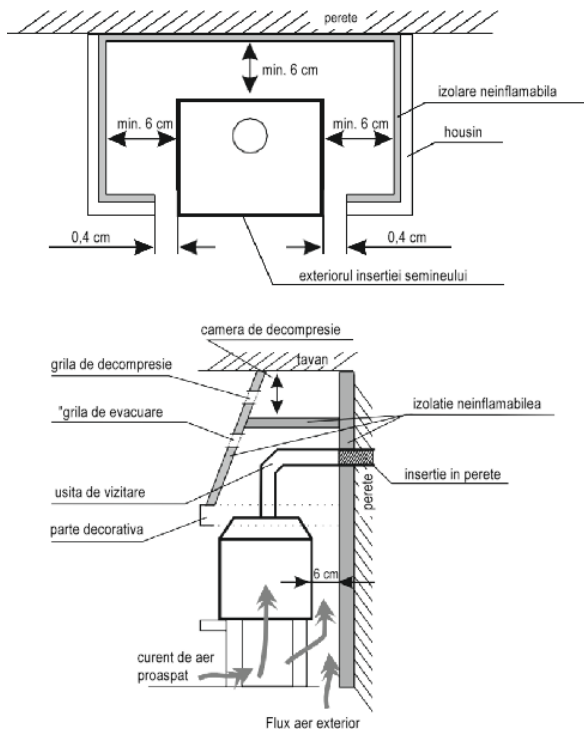 perete
min. 6 cm
izolare neinflamabila
min. 6 cm
min. 6 cm
housin
0,4 cm
0,4 cm
exteriorul insertiei semineului
camera de decompresie
tavan
grila de decompresie
"grila de evacuare
izolatie neinflamabilea
usita de vizitare
insertie in perete
perete
parte decorativa
6 cm
curent de aer
proaspat
Flux aer exterior